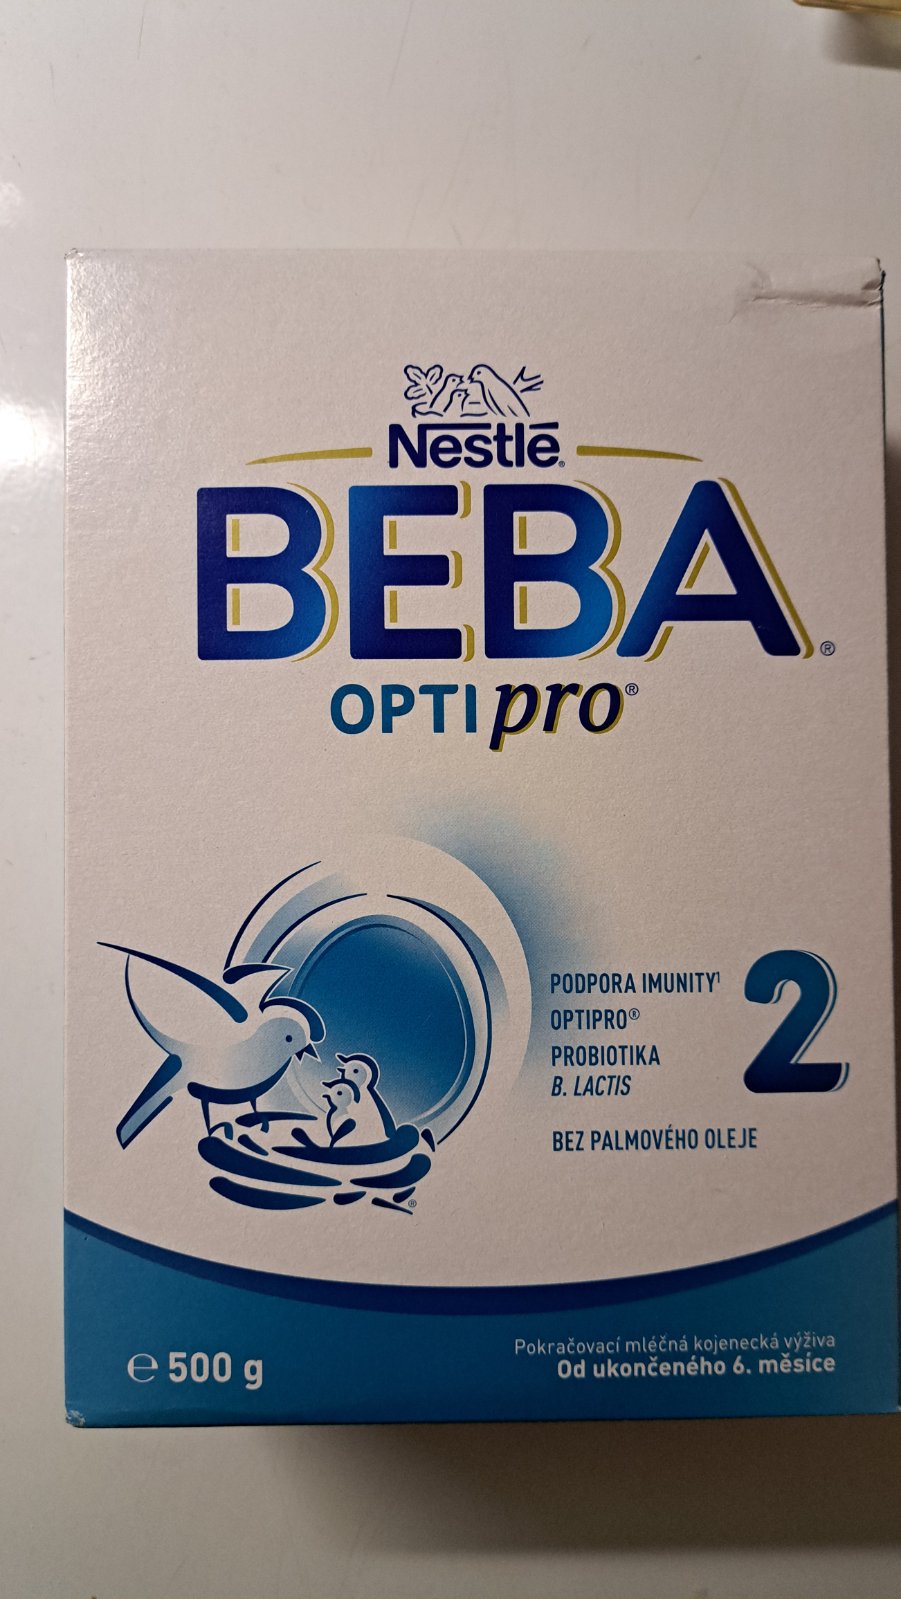 Nestlé®
BEBA®
OPTIpro®
PODPORA IMUNITY¹
OPTIPRO®
PROBIOTIKA
B. LACTIS
2
BEZ PALMOVÉHO OLEJE
®
℮ 500 g
Pokračovací mléčná kojenecká výživa
Od ukončeného 6. měsíce